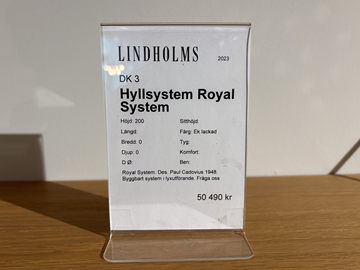 LINDHOLMS 2023
DK 3
Hyllsystem Royal
System
Höjd: 200 Sitthöjd:
Längd: Färg: Ek lackad
Bredd: 0 Typ:
Djup: 0 Komfort:
D Ø: Ben:
Royal System. Des. Paul Cadovius 1948.
Byggbart system i lyxutförande. Fråga oss
50 490 kr